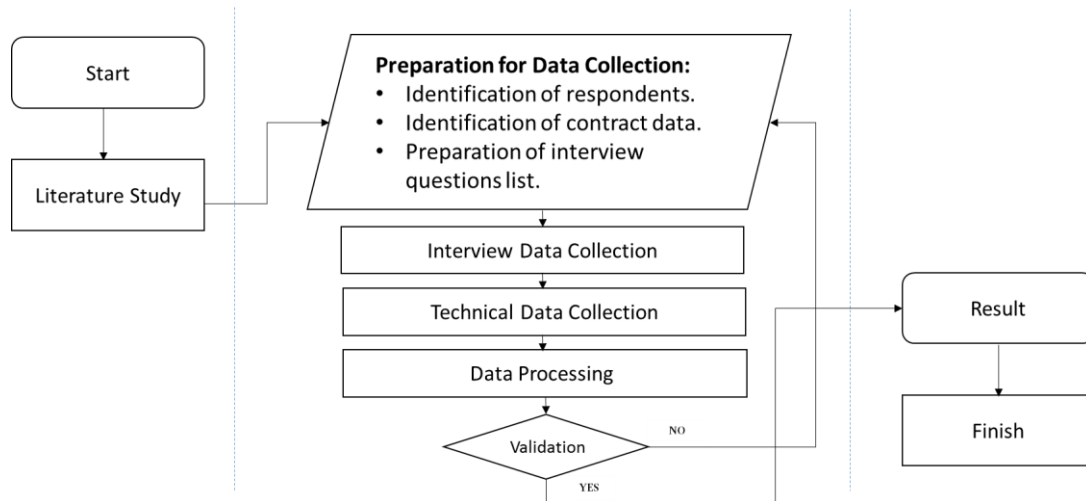 Start
Literature Study
Preparation for Data Collection:
• Identification of respondents.
• Identification of contract data.
• Preparation of interview
questions list.
Interview Data Collection
Technical Data Collection
Data Processing
Validation
NO
YES
Result
Finish